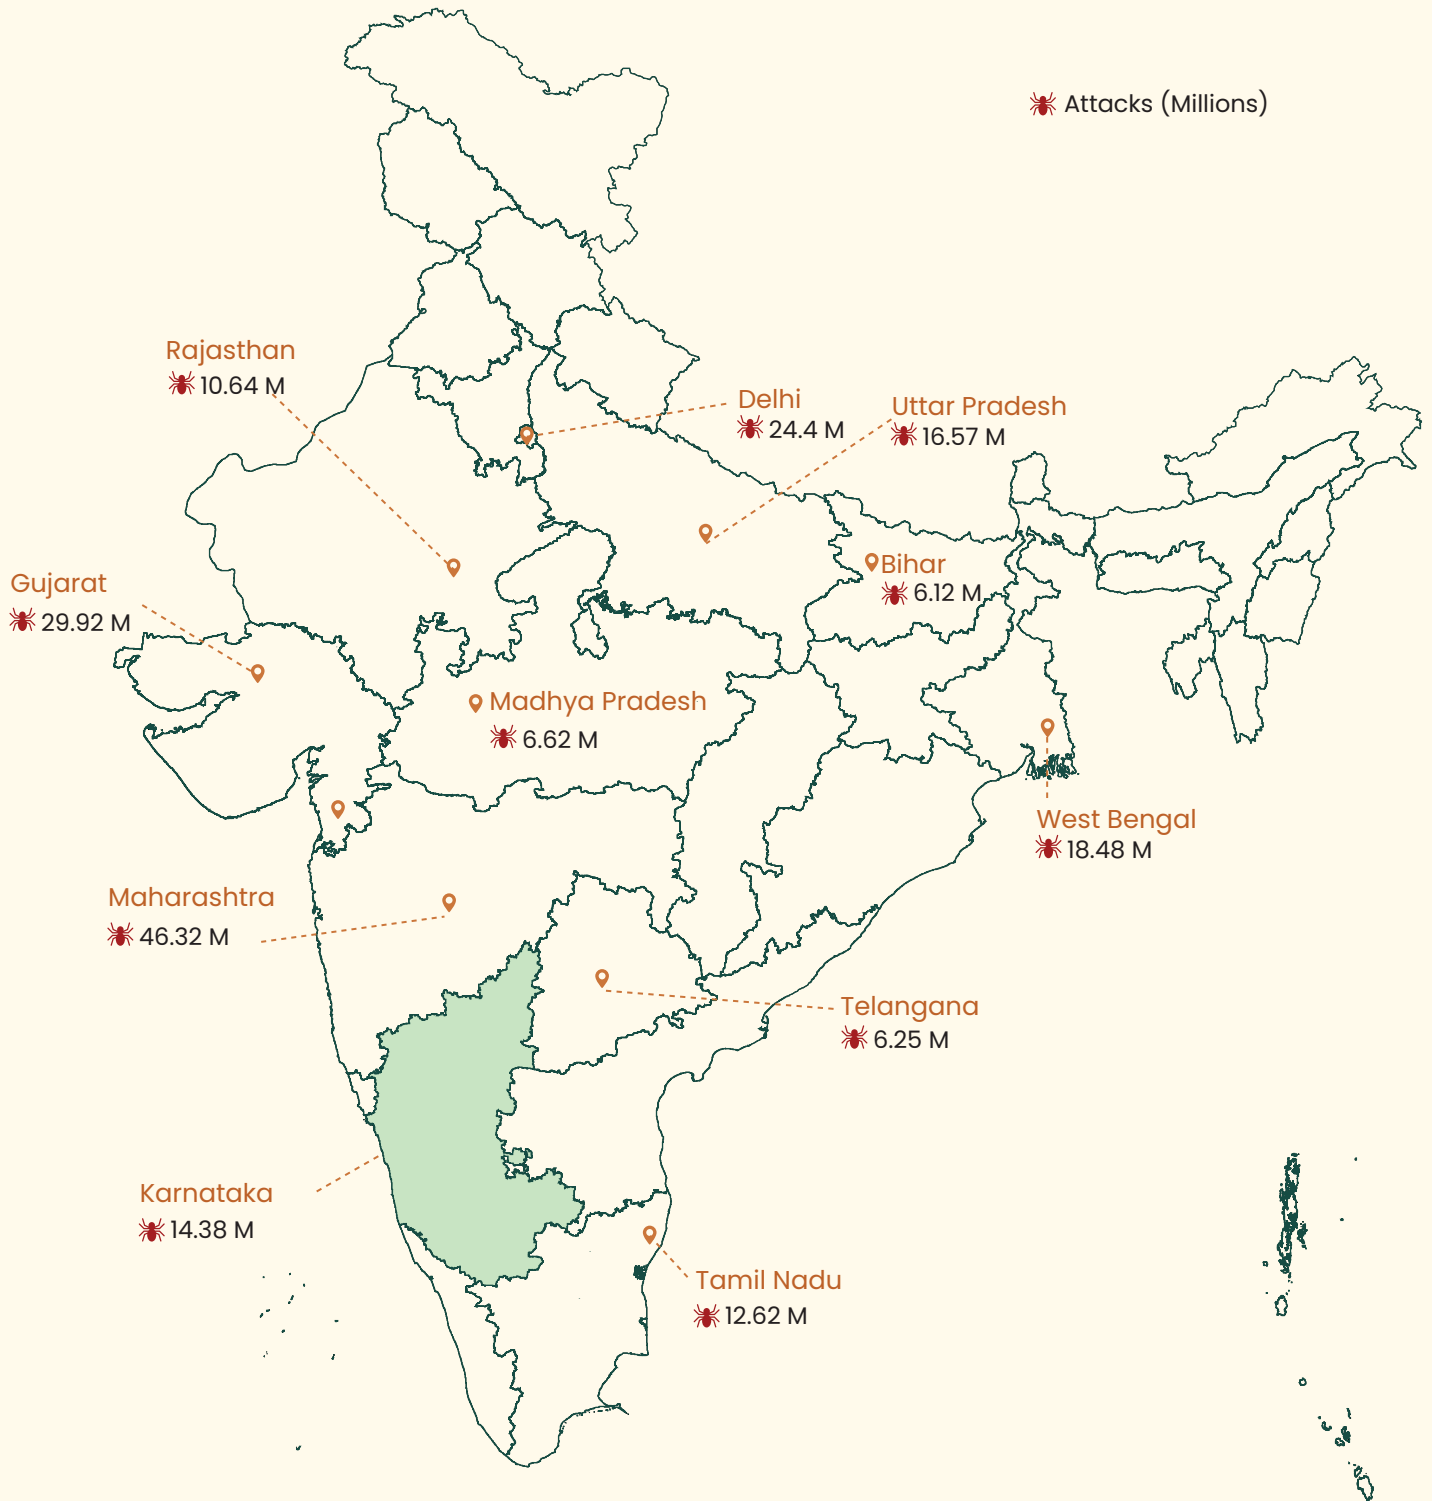 Attacks (Millions)
Rajasthan
10.64 M
Delhi
24.4 M
Uttar Pradesh
16.57 M
Bihar
6.12 M
Gujarat
29.92 M
Madhya Pradesh
6.62 M
West Bengal
18.48 M
Maharashtra
46.32 M
Telangana
6.25 M
Karnataka
14.38 M
Tamil Nadu
12.62 M